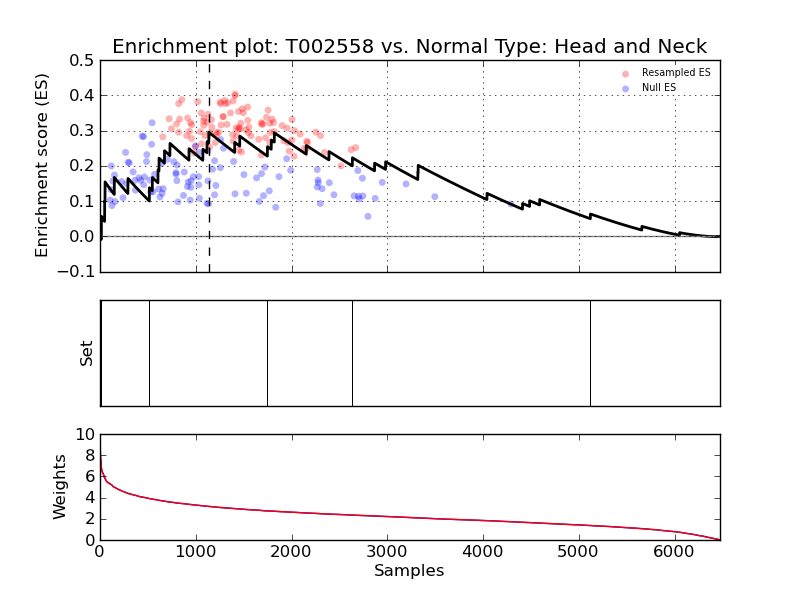 Enrichment plot: T002558 vs. Normal Type: Head and Neck
Enrichment score (ES)
0.5
0.4
0.3
0.2
0.1
0.0
−0.1
Resampled ES
Null ES
Set
Weights
10
8
6
4
2
0
0 1000 2000 3000 4000 5000 6000
Samples